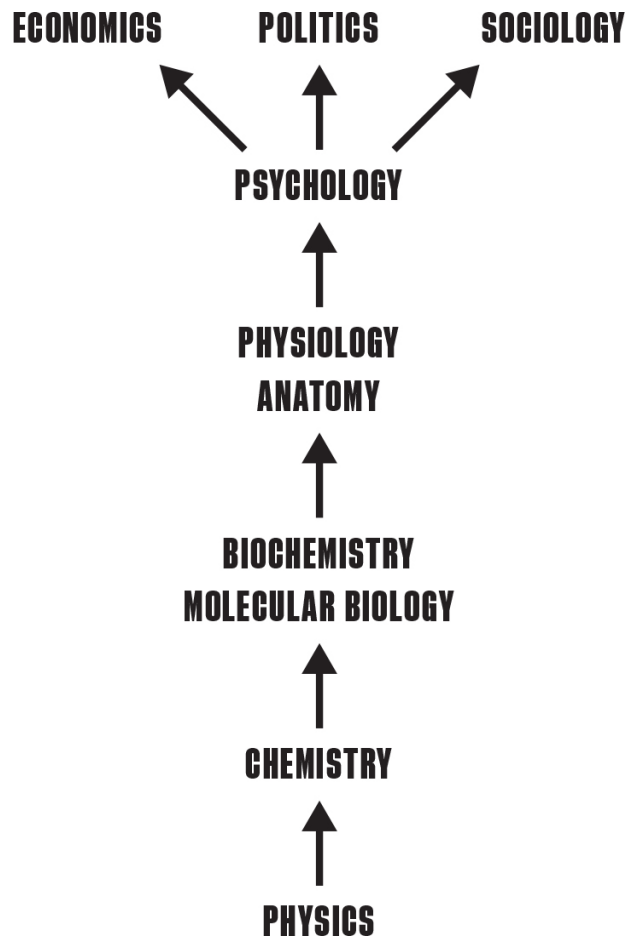 ECONOMICS POLITICS SOCIOLOGY
PSYCHOLOGY
PHYSIOLOGY
ANATOMY
BIOCHEMISTRY
MOLECULAR BIOLOGY
CHEMISTRY
PHYSICS